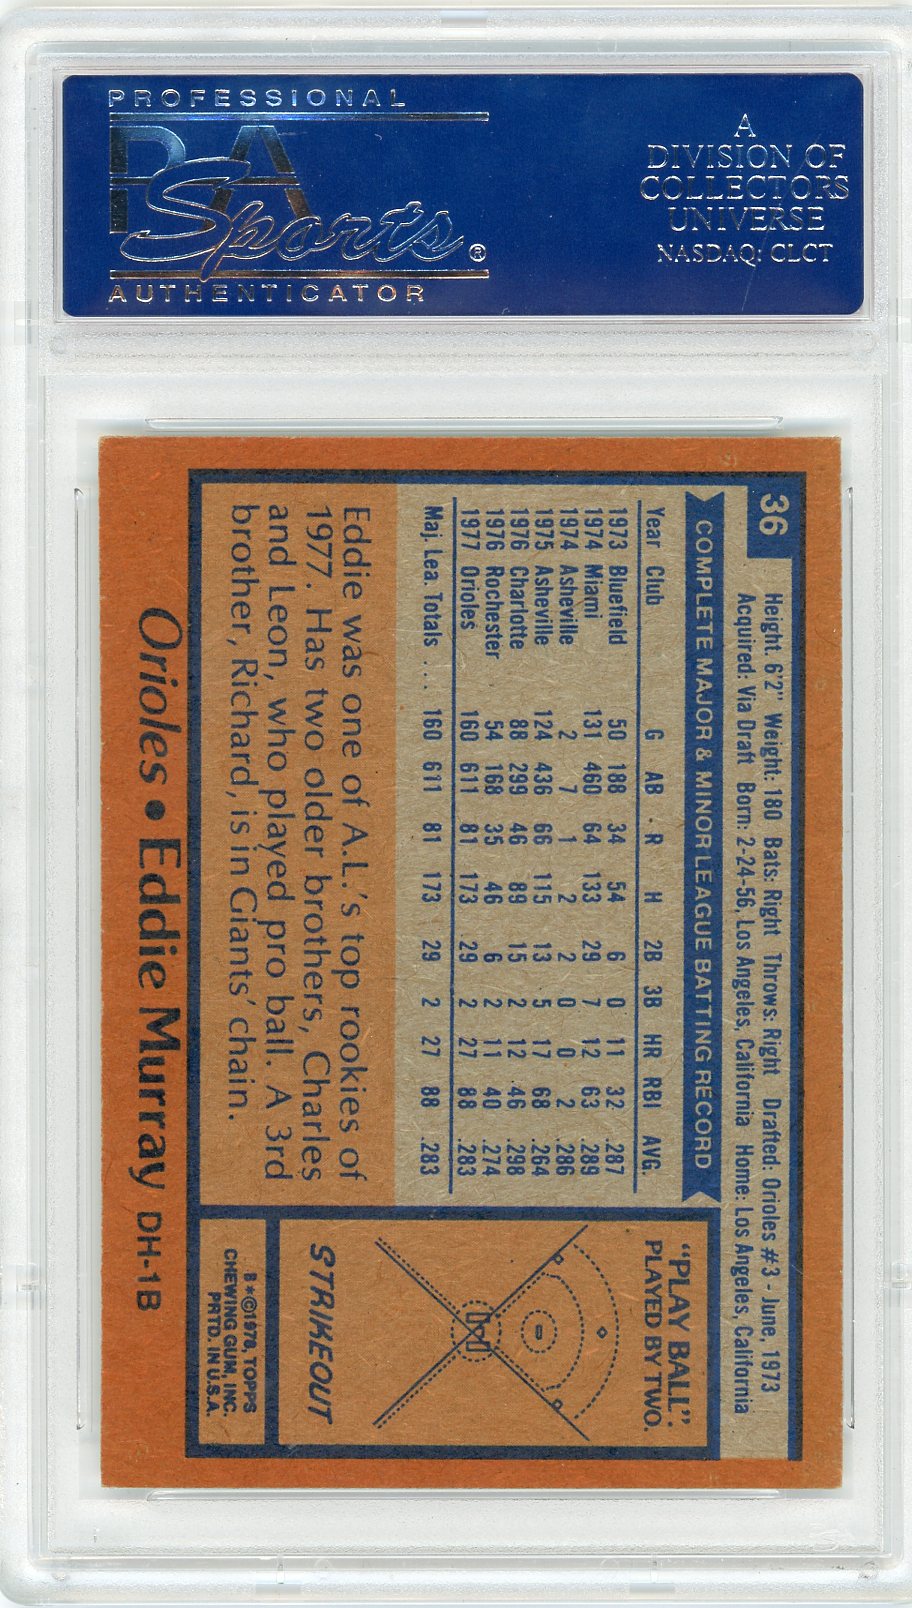 PROFESSIONAL
PSA
Sports®
AUTHENTICATOR
A
DIVISION OF
COLLECTORS
UNIVERSE
NASDAQ: CLCT
36
Height: 6'2" Weight: 180 Bats: Right Throws: Right Drafted: Orioles #3 - June, 1973
Acquired: Via Draft Born: 2-24-56, Los Angeles, California Home: Los Angeles, California
COMPLETE MAJOR & MINOR LEAGUE BATTING RECORD
Year Club G AB R H 2B 3B HR RBI AVG.
1973 Bluefield 50 188 34 54 6 0 11 32 .287
1974 Miami 131 460 64 133 29 7 12 63 .289
1974 Asheville 2 7 1 2 2 0 0 2 .286
1975 Asheville 124 436 66 115 13 5 17 68 .264
1976 Charlotte 88 299 46 89 15 2 12 46 .298
1976 Rochester 54 168 35 46 6 2 11 40 .274
1977 Orioles 160 611 81 173 29 2 27 88 .283
Maj. Lea. Totals ... 160 611 81 173 29 2 27 88 .283
Eddie was one of A.L.'s top rookies of
1977. Has two older brothers, Charles
and Leon, who played pro ball. A 3rd
brother, Richard, is in Giants' chain.
"PLAY BALL":
PLAYED BY TWO.
STRIKEOUT
B*©1978, TOPPS
CHEWING GUM, INC.
PRTD. IN U.S.A.
Orioles • Eddie Murray DH-1B